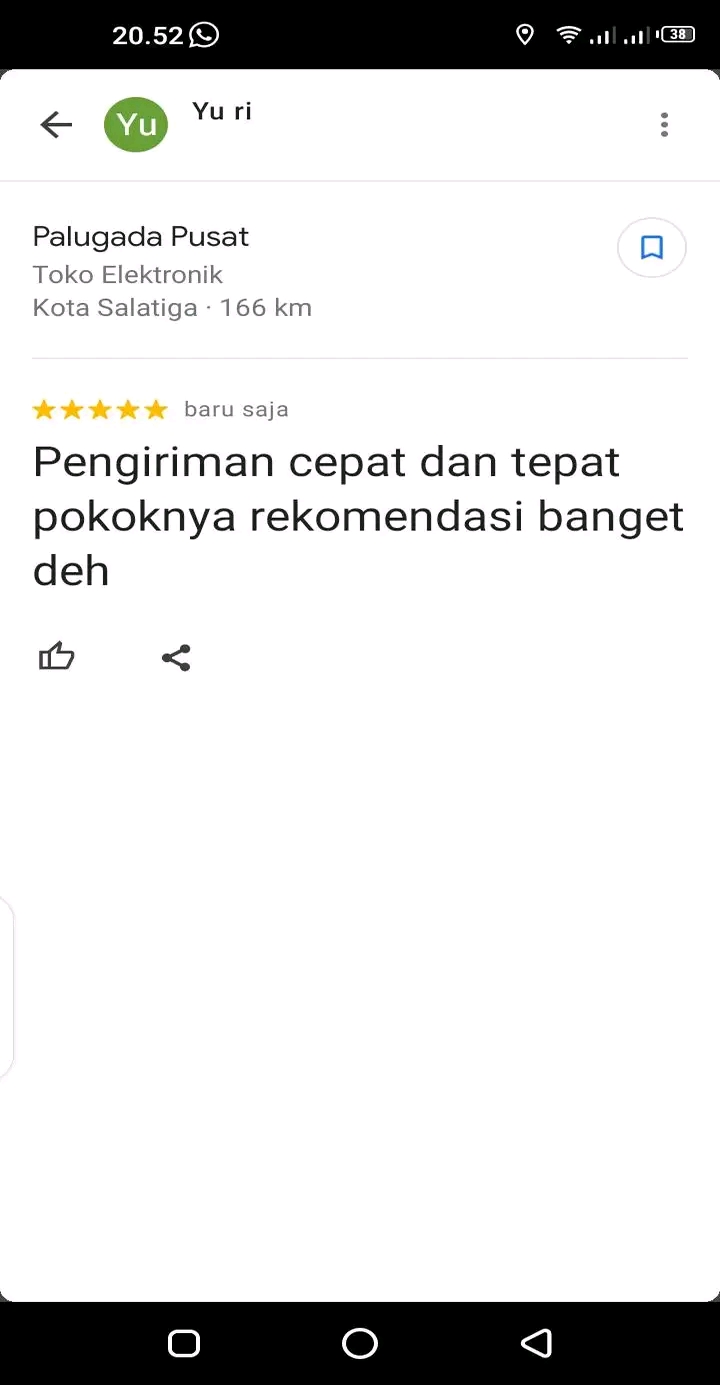 20.52
38
Yu
Yu ri
Palugada Pusat
Toko Elektronik
Kota Salatiga · 166 km
baru saja
Pengiriman cepat dan tepat
pokoknya rekomendasi banget
deh